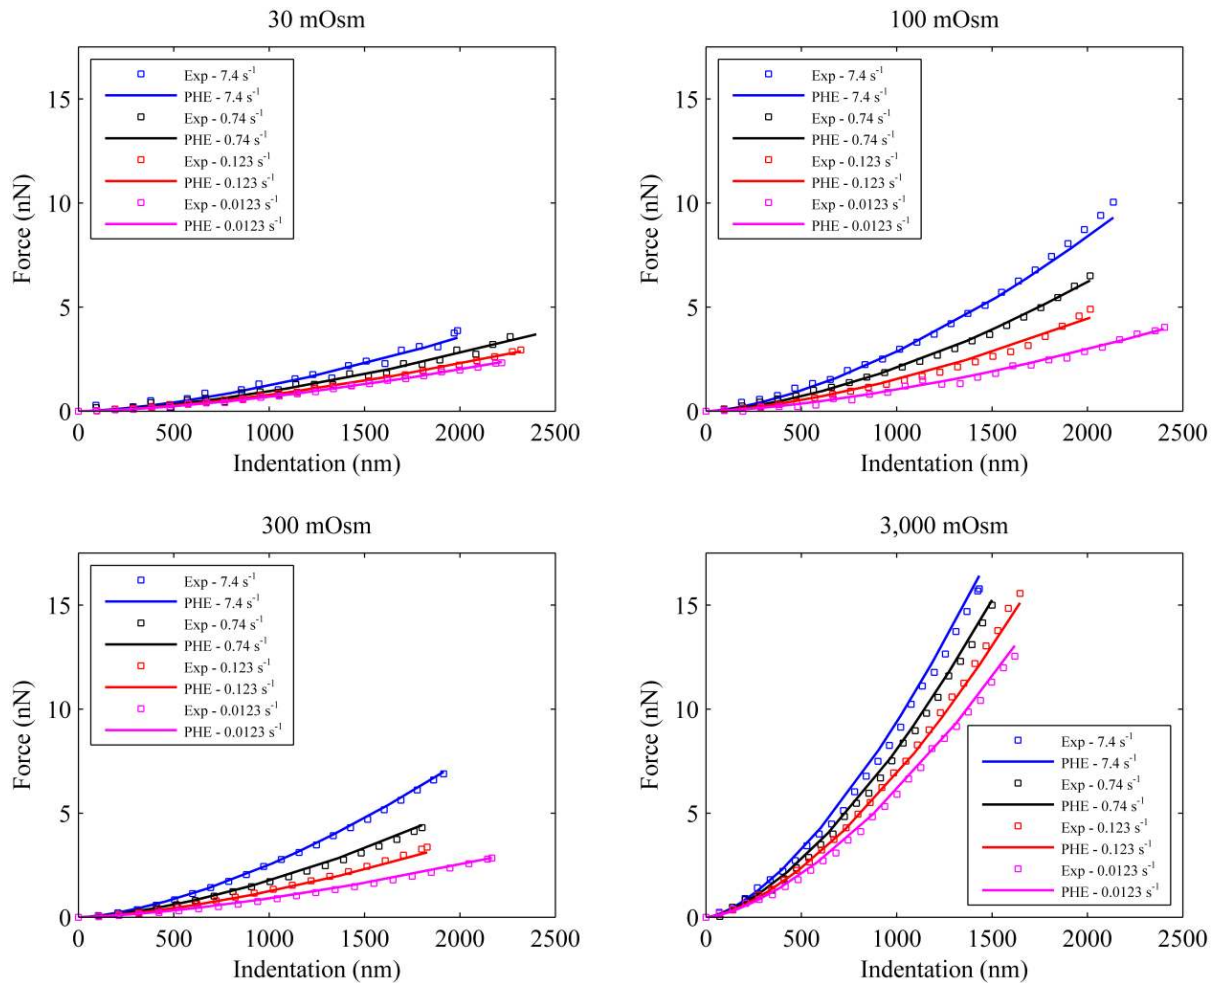 30 mOsm
Exp - 7.4 s⁻¹
PHE - 7.4 s⁻¹
Exp - 0.74 s⁻¹
PHE - 0.74 s⁻¹
Exp - 0.123 s⁻¹
PHE - 0.123 s⁻¹
Exp - 0.0123 s⁻¹
PHE - 0.0123 s⁻¹
15
10
5
0
Force (nN)
0 500 1000 1500 2000 2500
Indentation (nm)
100 mOsm
Exp - 7.4 s⁻¹
PHE - 7.4 s⁻¹
Exp - 0.74 s⁻¹
PHE - 0.74 s⁻¹
Exp - 0.123 s⁻¹
PHE - 0.123 s⁻¹
Exp - 0.0123 s⁻¹
PHE - 0.0123 s⁻¹
15
10
5
0
Force (nN)
0 500 1000 1500 2000 2500
Indentation (nm)
300 mOsm
Exp - 7.4 s⁻¹
PHE - 7.4 s⁻¹
Exp - 0.74 s⁻¹
PHE - 0.74 s⁻¹
Exp - 0.123 s⁻¹
PHE - 0.123 s⁻¹
Exp - 0.0123 s⁻¹
PHE - 0.0123 s⁻¹
15
10
5
0
Force (nN)
0 500 1000 1500 2000 2500
Indentation (nm)
3,000 mOsm
15
10
5
0
Force (nN)
Exp - 7.4 s⁻¹
PHE - 7.4 s⁻¹
Exp - 0.74 s⁻¹
PHE - 0.74 s⁻¹
Exp - 0.123 s⁻¹
PHE - 0.123 s⁻¹
Exp - 0.0123 s⁻¹
PHE - 0.0123 s⁻¹
0 500 1000 1500 2000 2500
Indentation (nm)